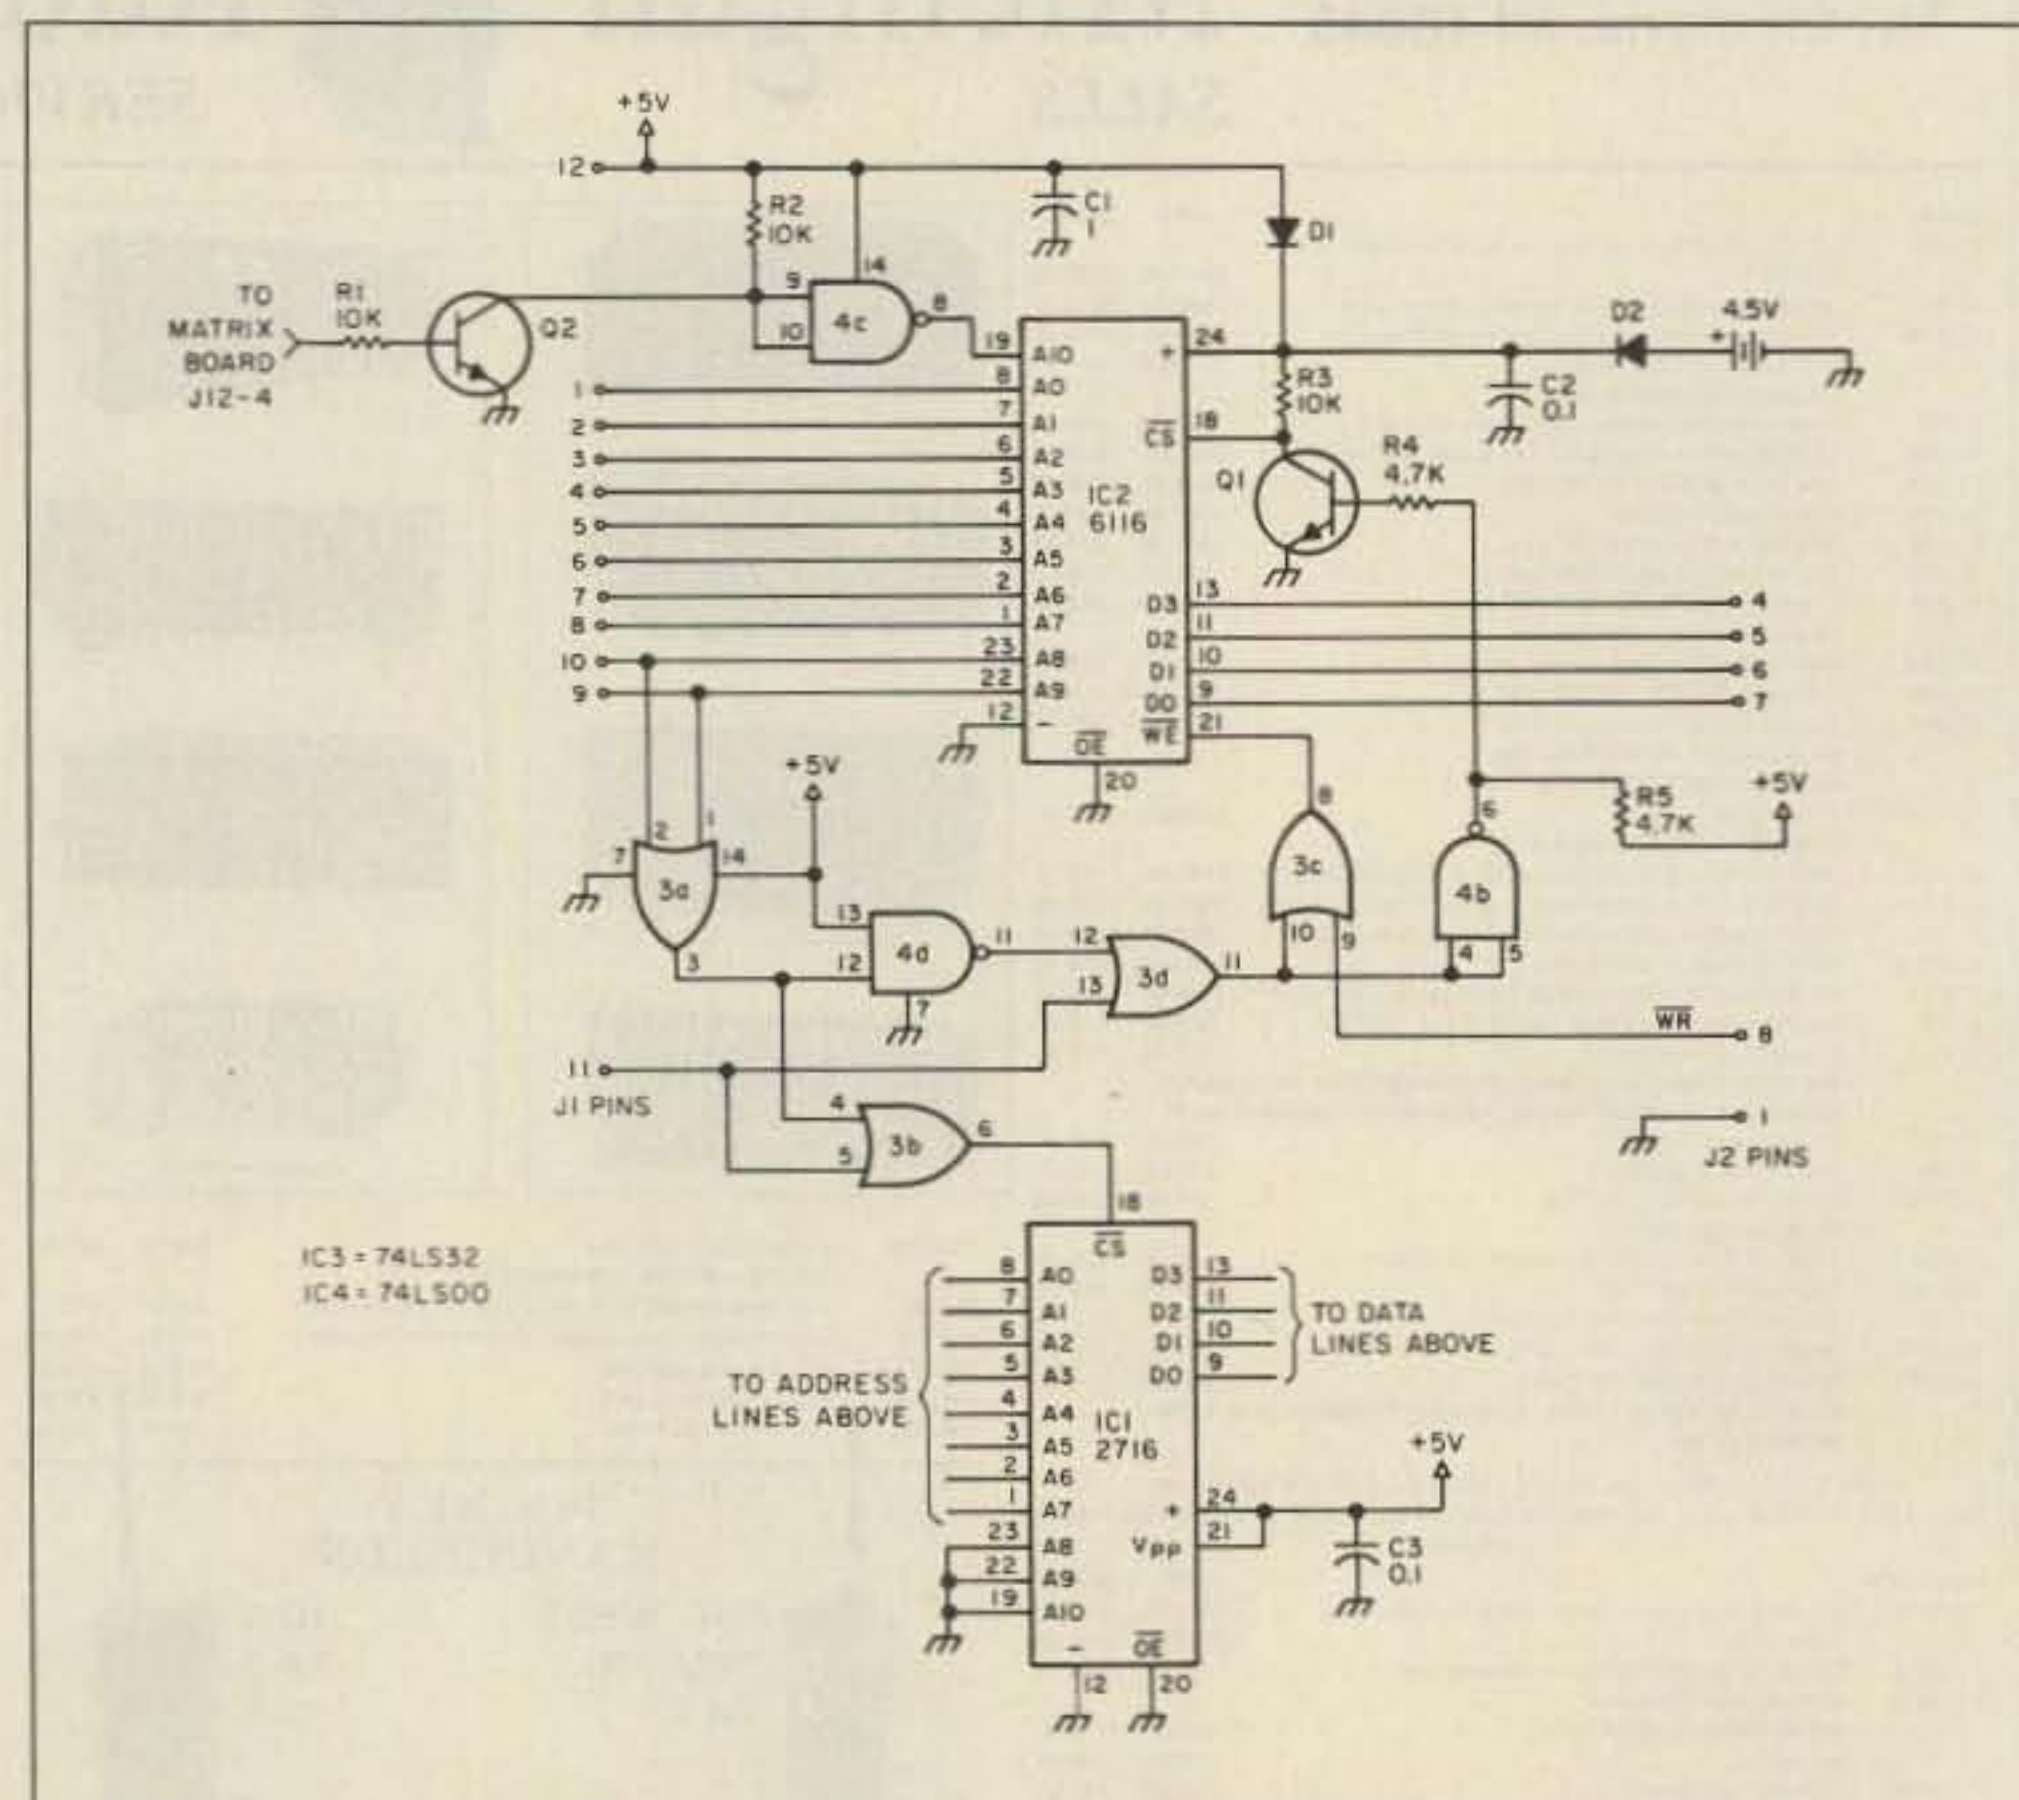 +5V
12
R2
10K
C1
1
D1
14
TO
MATRIX
BOARD
J12-4
R1
10K
Q2
9
10
4c
8
D2
4.5V
+
19
A10
+
24
1
8
A0
R3
10K
C2
0.1
2
7
A1
CS
18
3
6
A2
R4
4.7K
4
5
A3
IC2
6116
Q1
5
4
A4
6
3
A5
7
2
A6
D3
13
4
8
1
A7
D2
11
5
10
23
A8
D1
10
6
9
22
A9
D0
9
7
12
-
OE
WE
21
20
+5V
+5V
8
6
R5
4.7K
7
2
1
14
3a
3c
4b
13
12
4d
11
12
13
3d
11
10
9
4
5
3
7
WR
8
11
J1 PINS
4
5
3b
6
1
J2 PINS
18
IC3 = 74LS32
IC4 = 74LS00
CS
8
A0
D3
13
7
A1
D2
11
6
A2
D1
10
5
A3
D0
9
TO DATA
LINES ABOVE
TO ADDRESS
LINES ABOVE
4
A4
IC1
2716
3
A5
2
A6
1
A7
+
24
+5V
23
A8
Vpp
21
C3
0.1
22
A9
19
A10
-
OE
12
20